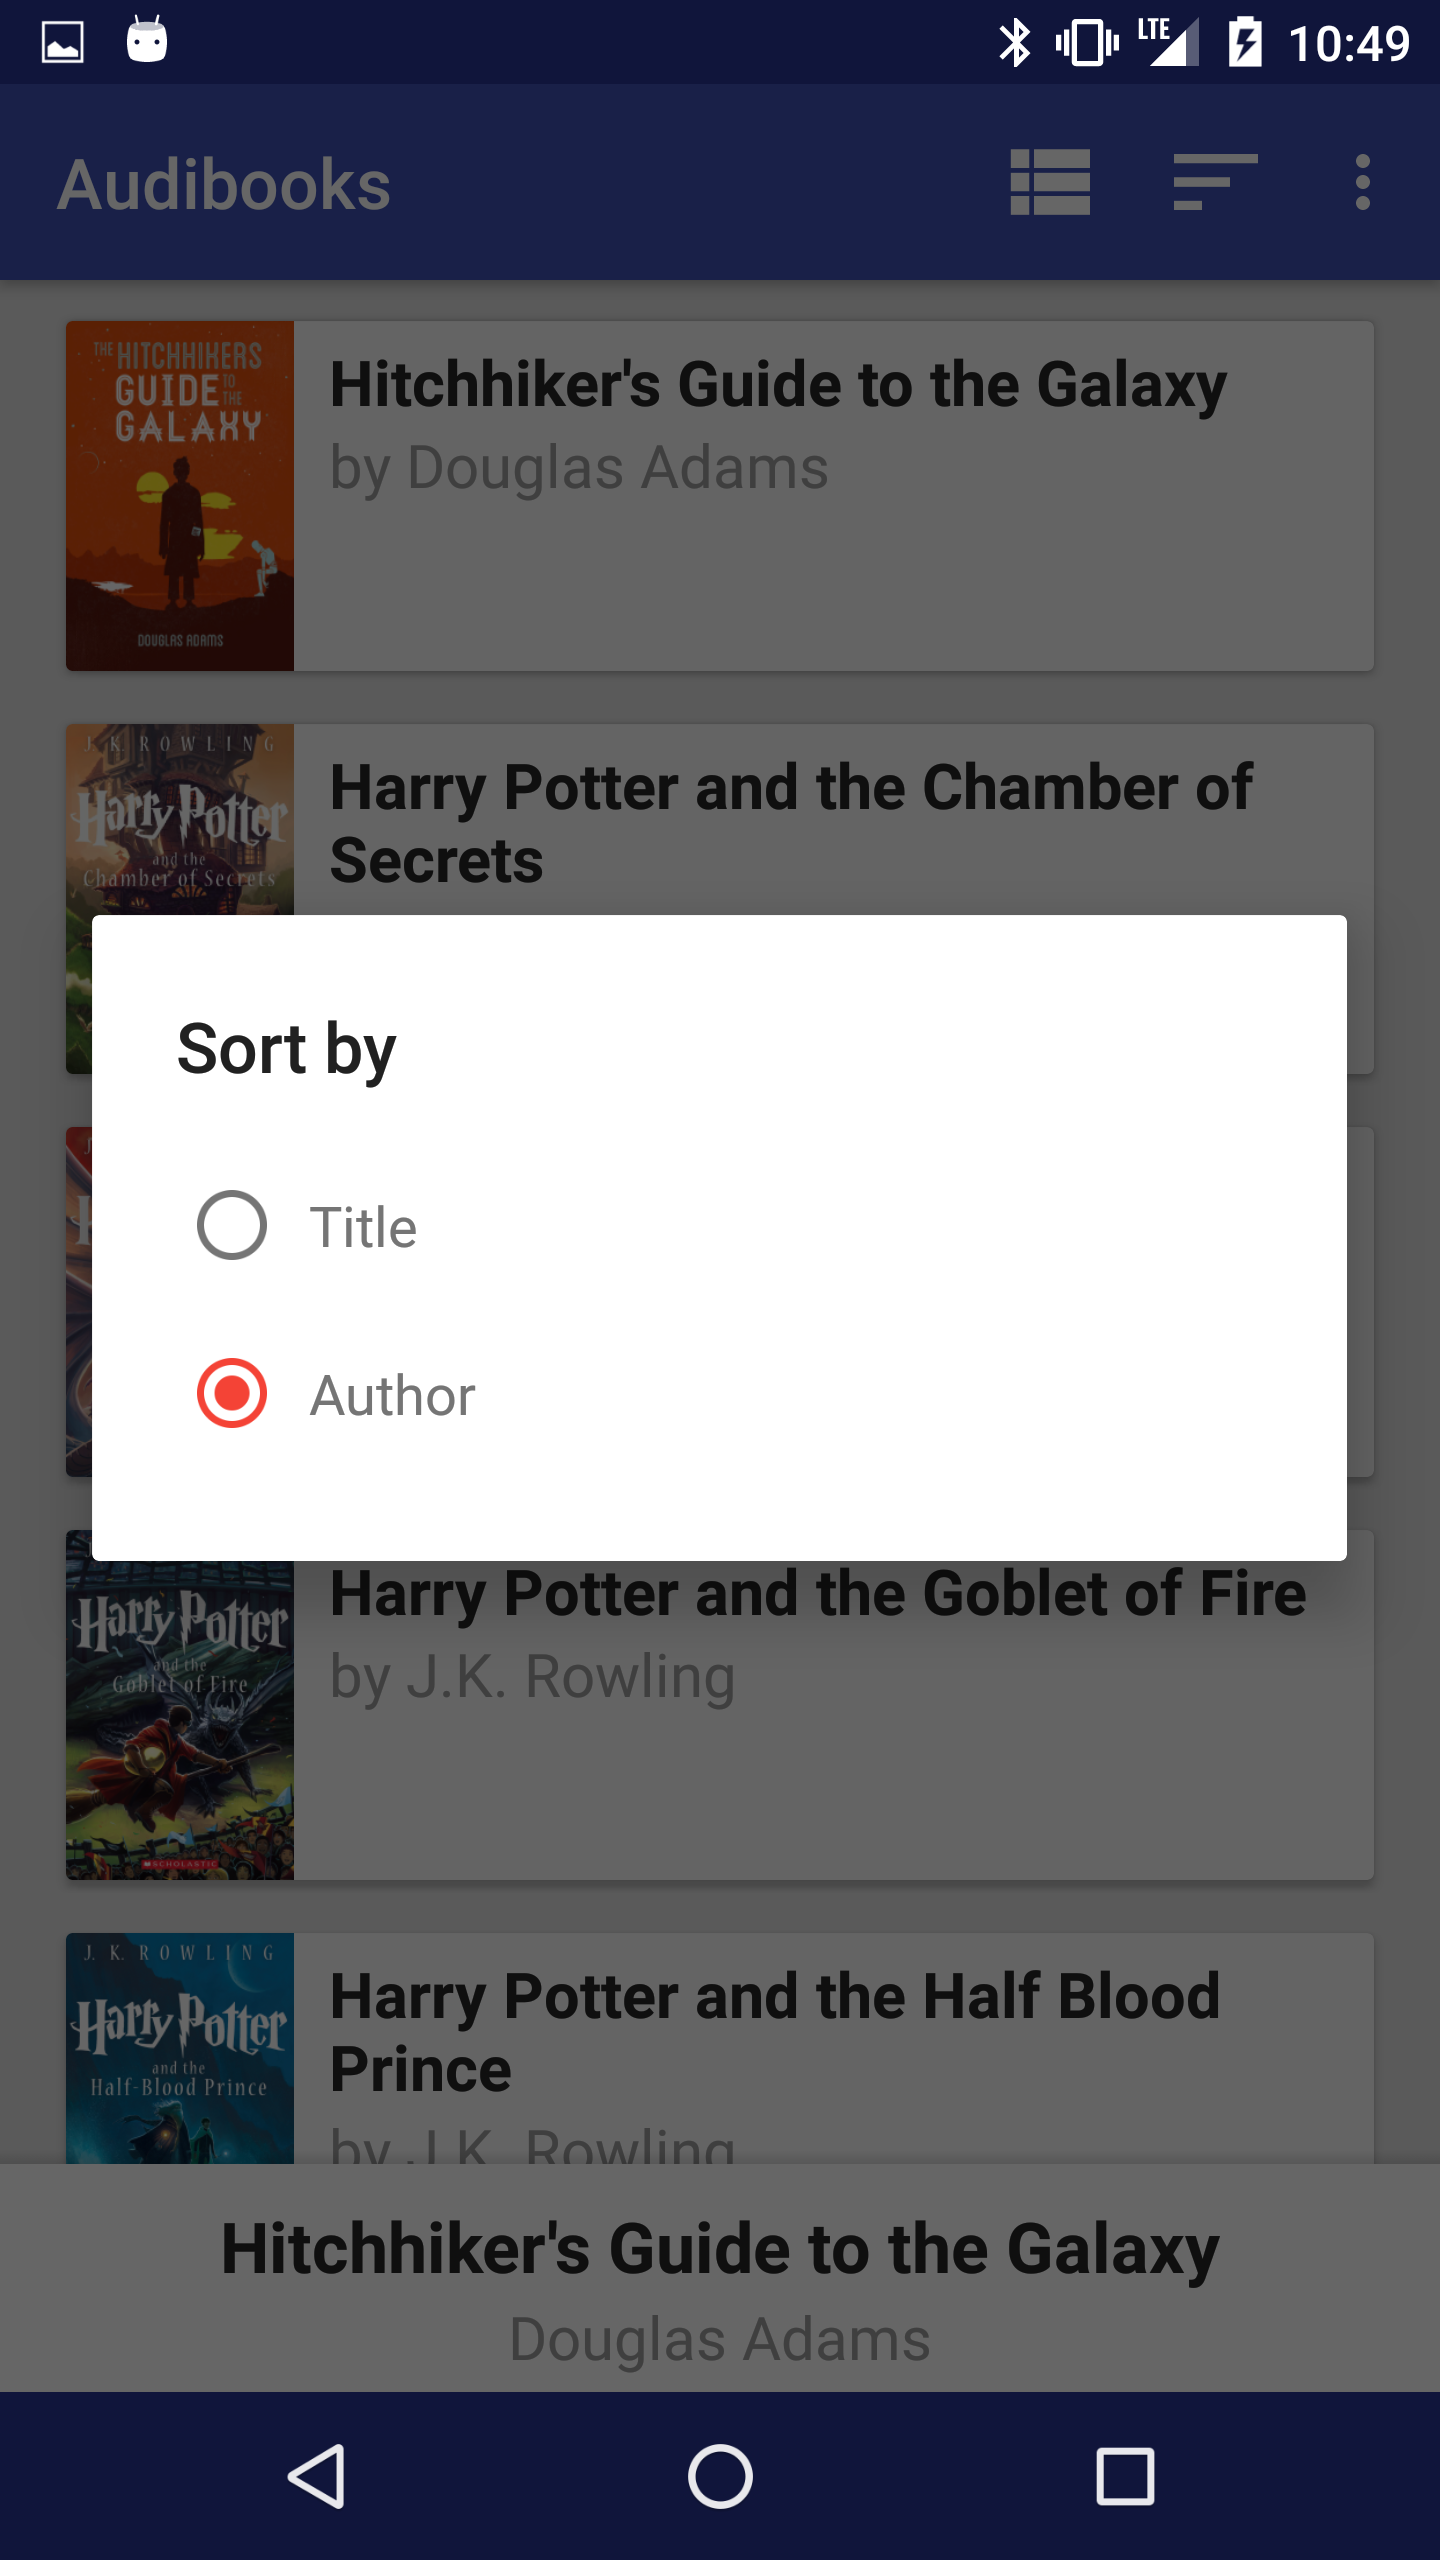 LTE 10:49
Audibooks
THE HITCHHIKERS
GUIDE TO
THE
GALAXY
DOUGLAS ADAMS
Hitchhiker's Guide to the Galaxy
by Douglas Adams
J. K. ROWLING
Harry Potter
and the
Chamber of Secrets
Harry Potter and the Chamber of
Secrets
Sort by
Title
Author
Harry Potter
and the
Goblet of Fire
SCHOLASTIC
Harry Potter and the Goblet of Fire
by J.K. Rowling
J. K. ROWLING
Harry Potter
and the
Half-Blood Prince
Harry Potter and the Half Blood
Prince
by J.K. Rowling
Hitchhiker's Guide to the Galaxy
Douglas Adams